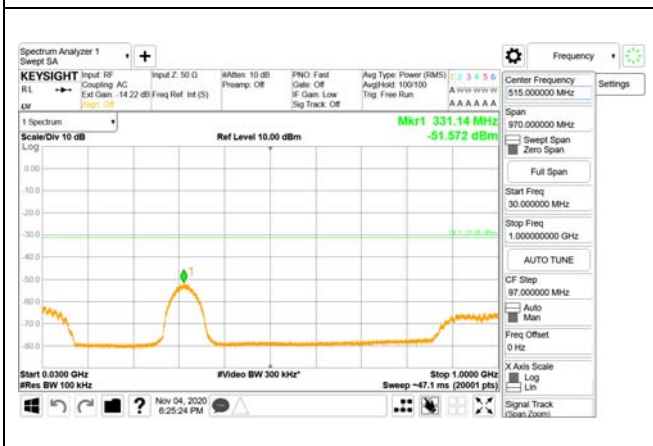 Spectrum Analyzer 1
Swept SA
Frequency
KEYSIGHT Input: RF Input Z: 50 Ω #Atten: 10 dB PNO: Fast Avg Type: Power (RMS) 1 2 3 4 5 6
RL Coupling: AC Preamp: Off Gate: Off Avg|Hold: 100/100 A W W W W W
Ext Gain: -14.22 dB Freq Ref: Int (S) IF Gain: Low Trig: Free Run
Align: Off Sig Track: Off A A A A A A
1 Spectrum
Mkr1 331.14 MHz
Scale/Div 10 dB Ref Level 10.00 dBm -51.572 dBm
Log
0.00
-10.0
-20.0
-30.0
-40.0
-50.0
1
-60.0
-70.0
-80.0
Start 0.0300 GHz #Video BW 300 kHz* Stop 1.0000 GHz
#Res BW 100 kHz Sweep ~47.1 ms (20001 pts)
? Nov 04, 2020
6:25:24 PM
Center Frequency
515.000000 MHz
Settings
Span
970.000000 MHz
Swept Span
Zero Span
Full Span
Start Freq
30.000000 MHz
Stop Freq
1.000000000 GHz
AUTO TUNE
CF Step
97.000000 MHz
Auto
Man
Freq Offset
0 Hz
X Axis Scale
Log
Lin
Signal Track
(Span Zoom)